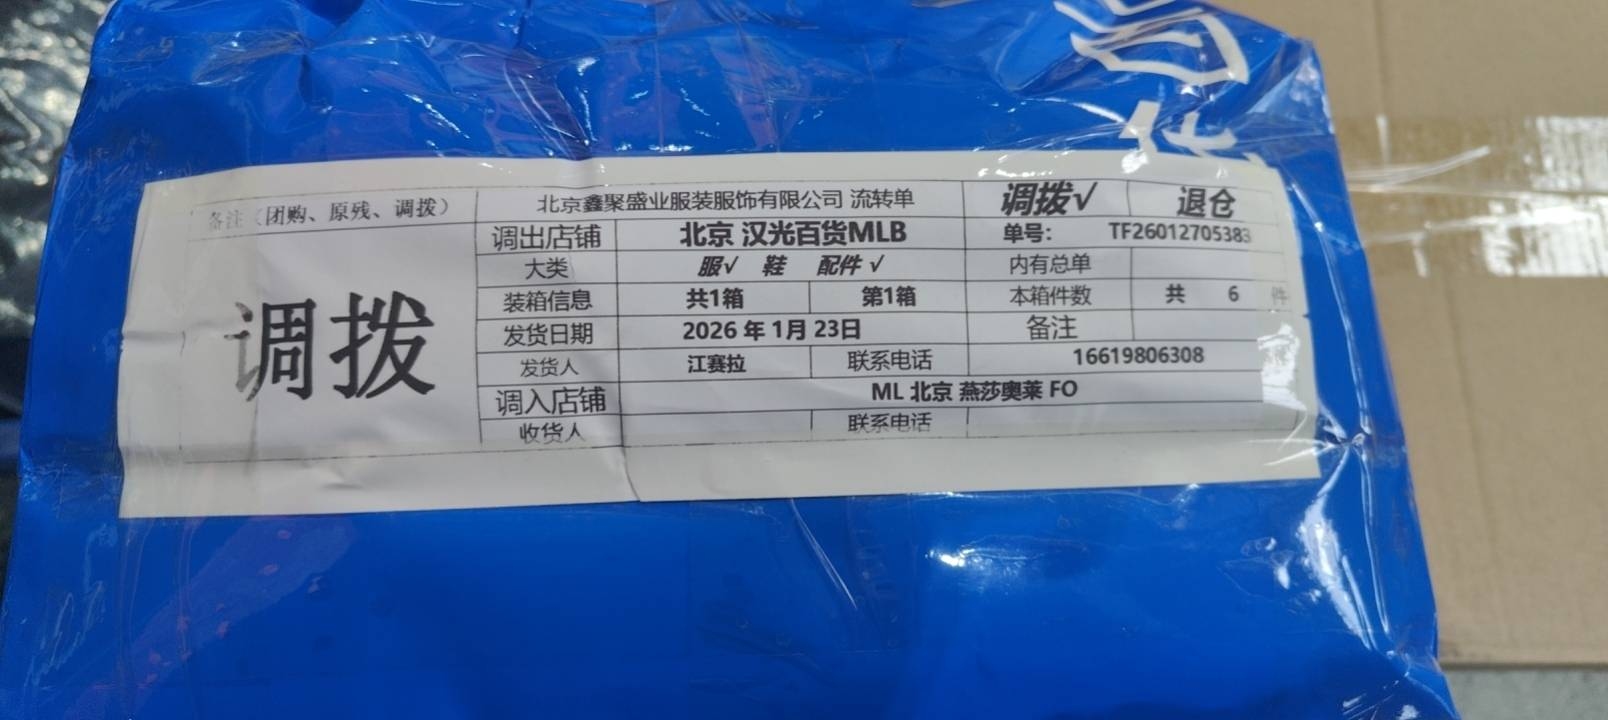 备注（团购、原残、调拨） 北京鑫聚盛业服装服饰有限公司 流转单 调拨√ 退仓
调拨
调出店铺 北京 汉光百货MLB 单号： TF26012705383
大类 服√ 鞋 配件√ 内有总单
装箱信息 共1箱 第1箱 本箱件数 共 6 件
发货日期 2026 年 1月 23日 备注
发货人 江赛拉 联系电话 16619806308
调入店铺 ML 北京 燕莎奥莱 FO
收货人 联系电话